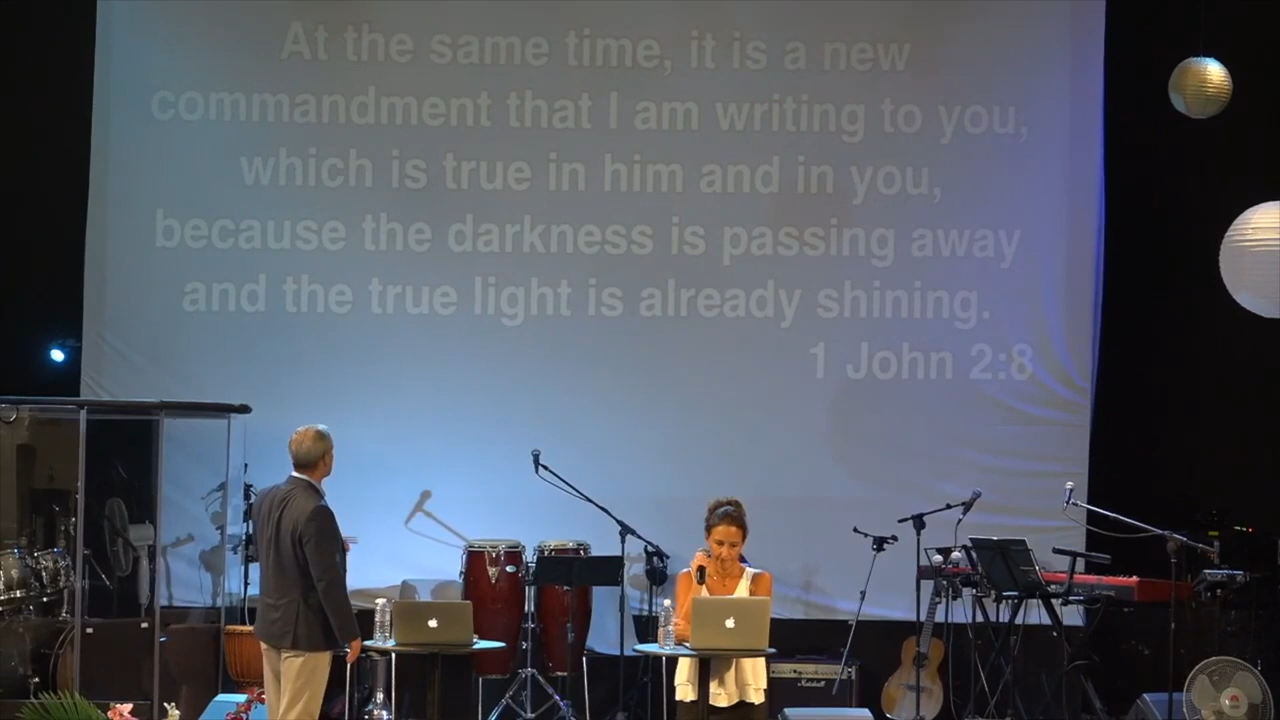 At the same time, it is a new
commandment that I am writing to you,
which is true in him and in you,
because the darkness is passing away
and the true light is already shining.
1 John 2:8
Marshall